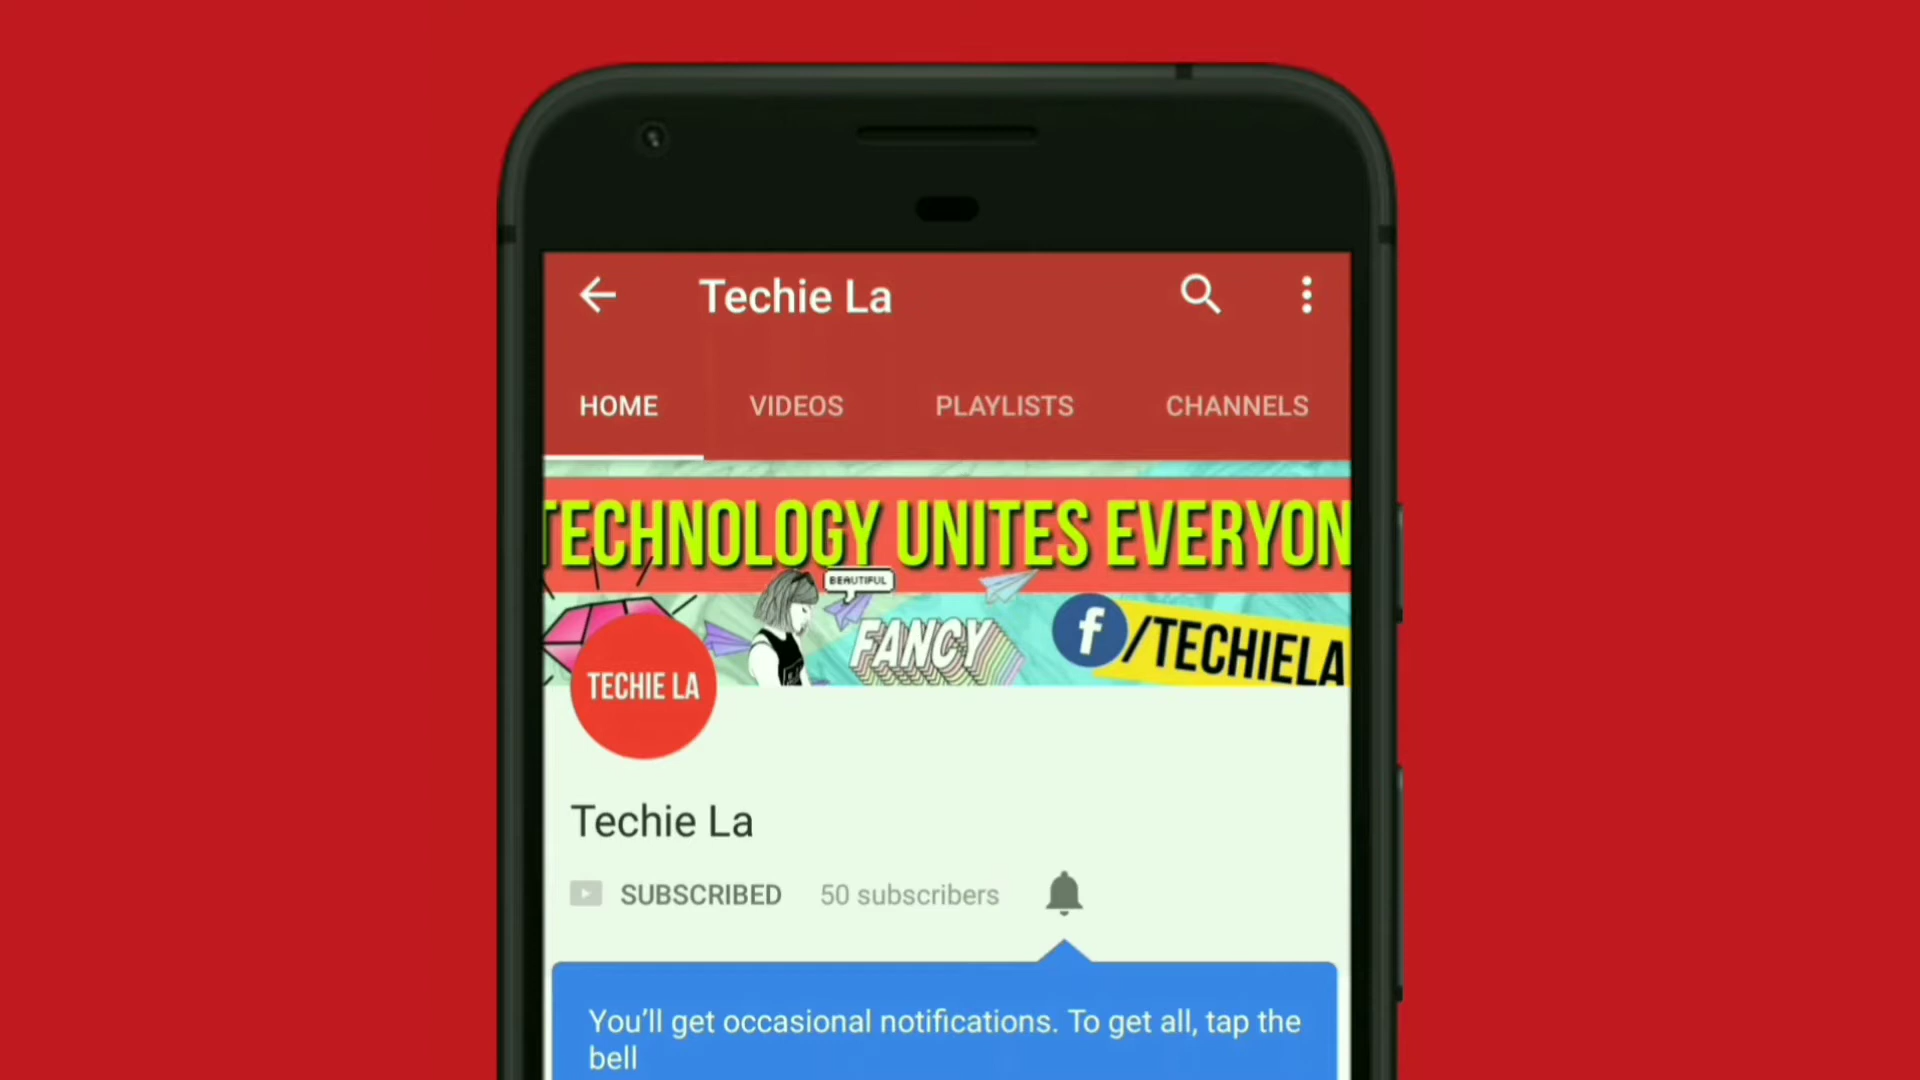 Techie La
HOME VIDEOS PLAYLISTS CHANNELS
TECHNOLOGY UNITES EVERYON
BEAUTIFUL
FANCY
f/TECHIELA
TECHIE LA
Techie La
SUBSCRIBED 50 subscribers
You’ll get occasional notifications. To get all, tap the
bell